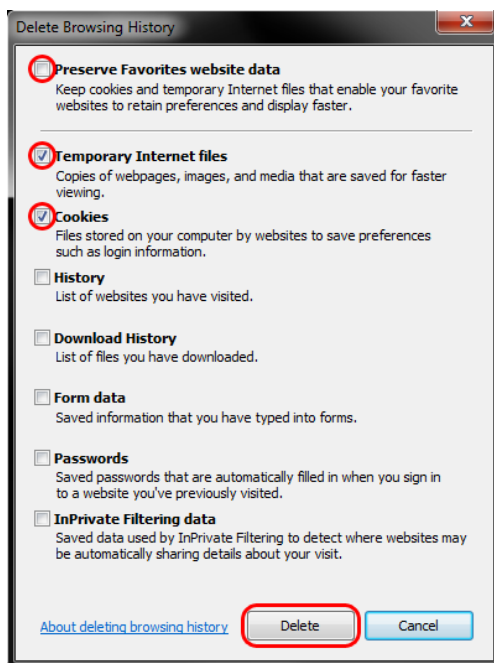 Delete Browsing History
Preserve Favorites website data
Keep cookies and temporary Internet files that enable your favorite
websites to retain preferences and display faster.
Temporary Internet files
Copies of webpages, images, and media that are saved for faster
viewing.
Cookies
Files stored on your computer by websites to save preferences
such as login information.
History
List of websites you have visited.
Download History
List of files you have downloaded.
Form data
Saved information that you have typed into forms.
Passwords
Saved passwords that are automatically filled in when you sign in
to a website you've previously visited.
InPrivate Filtering data
Saved data used by InPrivate Filtering to detect where websites may
be automatically sharing details about your visit.
About deleting browsing history Delete Cancel